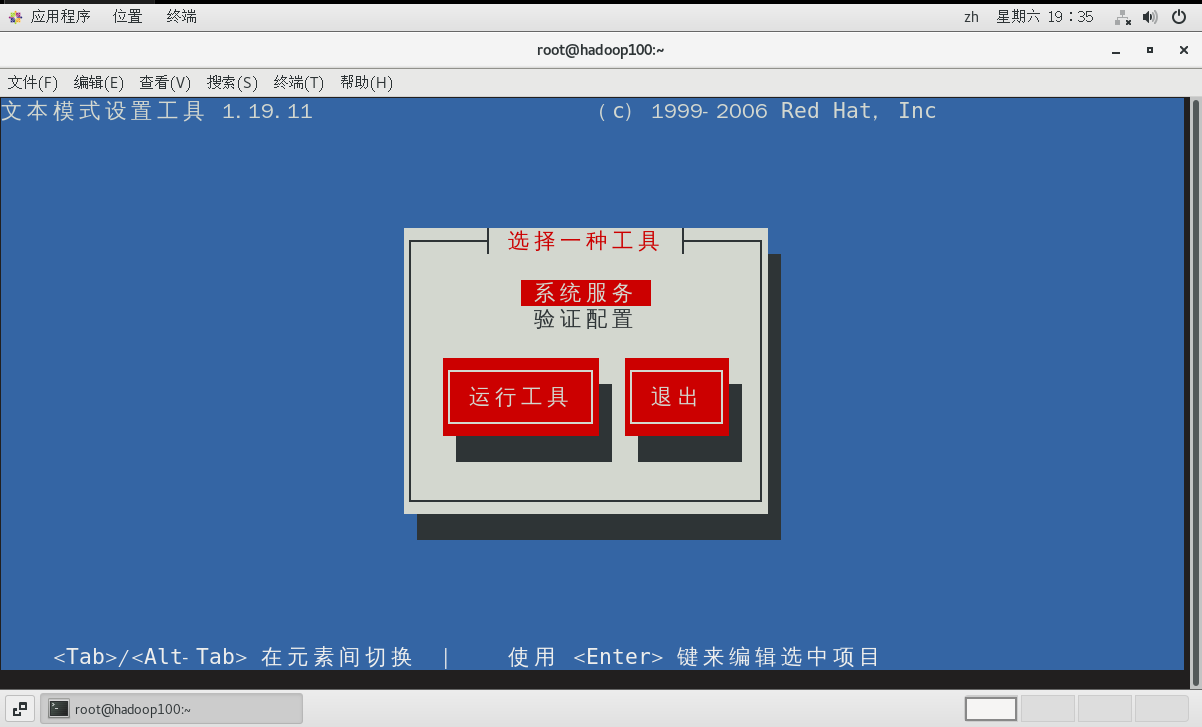 应用程序 位置 终端 zh 星期六 19：35
root@hadoop100:~
文件(F) 编辑(E) 查看(V) 搜索(S) 终端(T) 帮助(H)
文本模式设置工具 1.19.11 (c) 1999-2006 Red Hat, Inc
选择一种工具
系统服务
验证配置
运行工具 退出
<Tab>/<Alt-Tab> 在元素间切换 | 使用 <Enter> 键来编辑选中项目
root@hadoop100:~